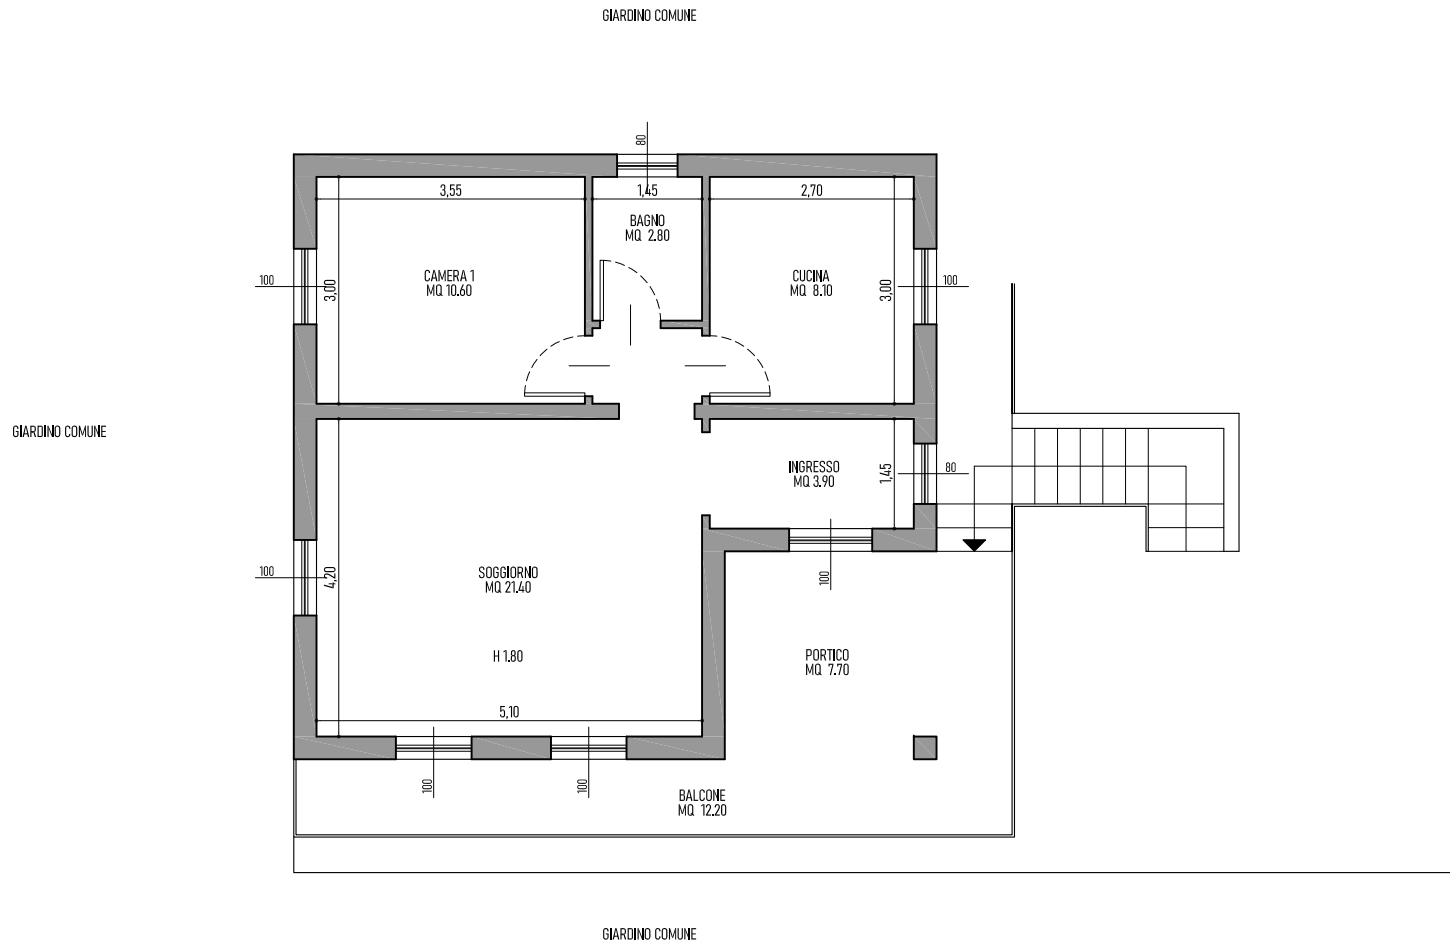 GIARDINO COMUNE
80
3,55
1,45
2,70
BAGNO
MQ 2.80
100
CAMERA 1
MQ 10.60
3,00
CUCINA
MQ 8.10
3,00
100
GIARDINO COMUNE
INGRESSO
MQ 3.90
1,45
80
100
4,20
SOGGIORNO
MQ 21.40
100
H 1.80
PORTICO
MQ 7.70
5,10
100
100
BALCONE
MQ 12.20
GIARDINO COMUNE